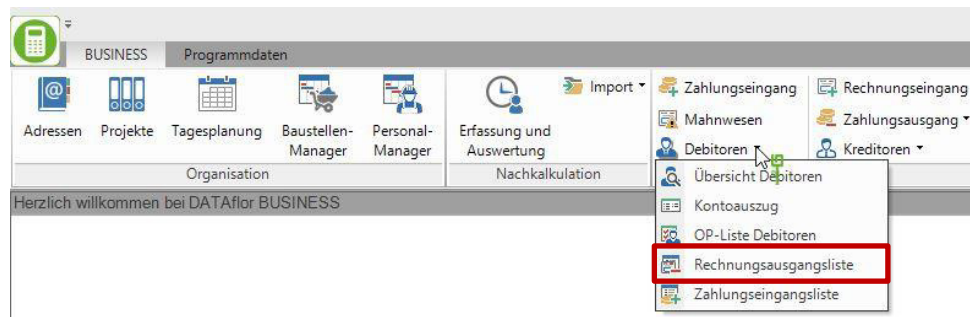 BUSINESS Programmdaten
Adressen Projekte Tagesplanung Baustellen-Manager Personal-Manager
Organisation
Erfassung und Auswertung
Import
Nachkalkulation
Zahlungseingang
Mahnwesen
Debitoren
Rechnungseingang
Zahlungsausgang
Kreditoren
Herzlich willkommen bei DATAflor BUSINESS
Übersicht Debitoren
Kontoauszug
OP-Liste Debitoren
Rechnungsausgangsliste
Zahlungseingangsliste